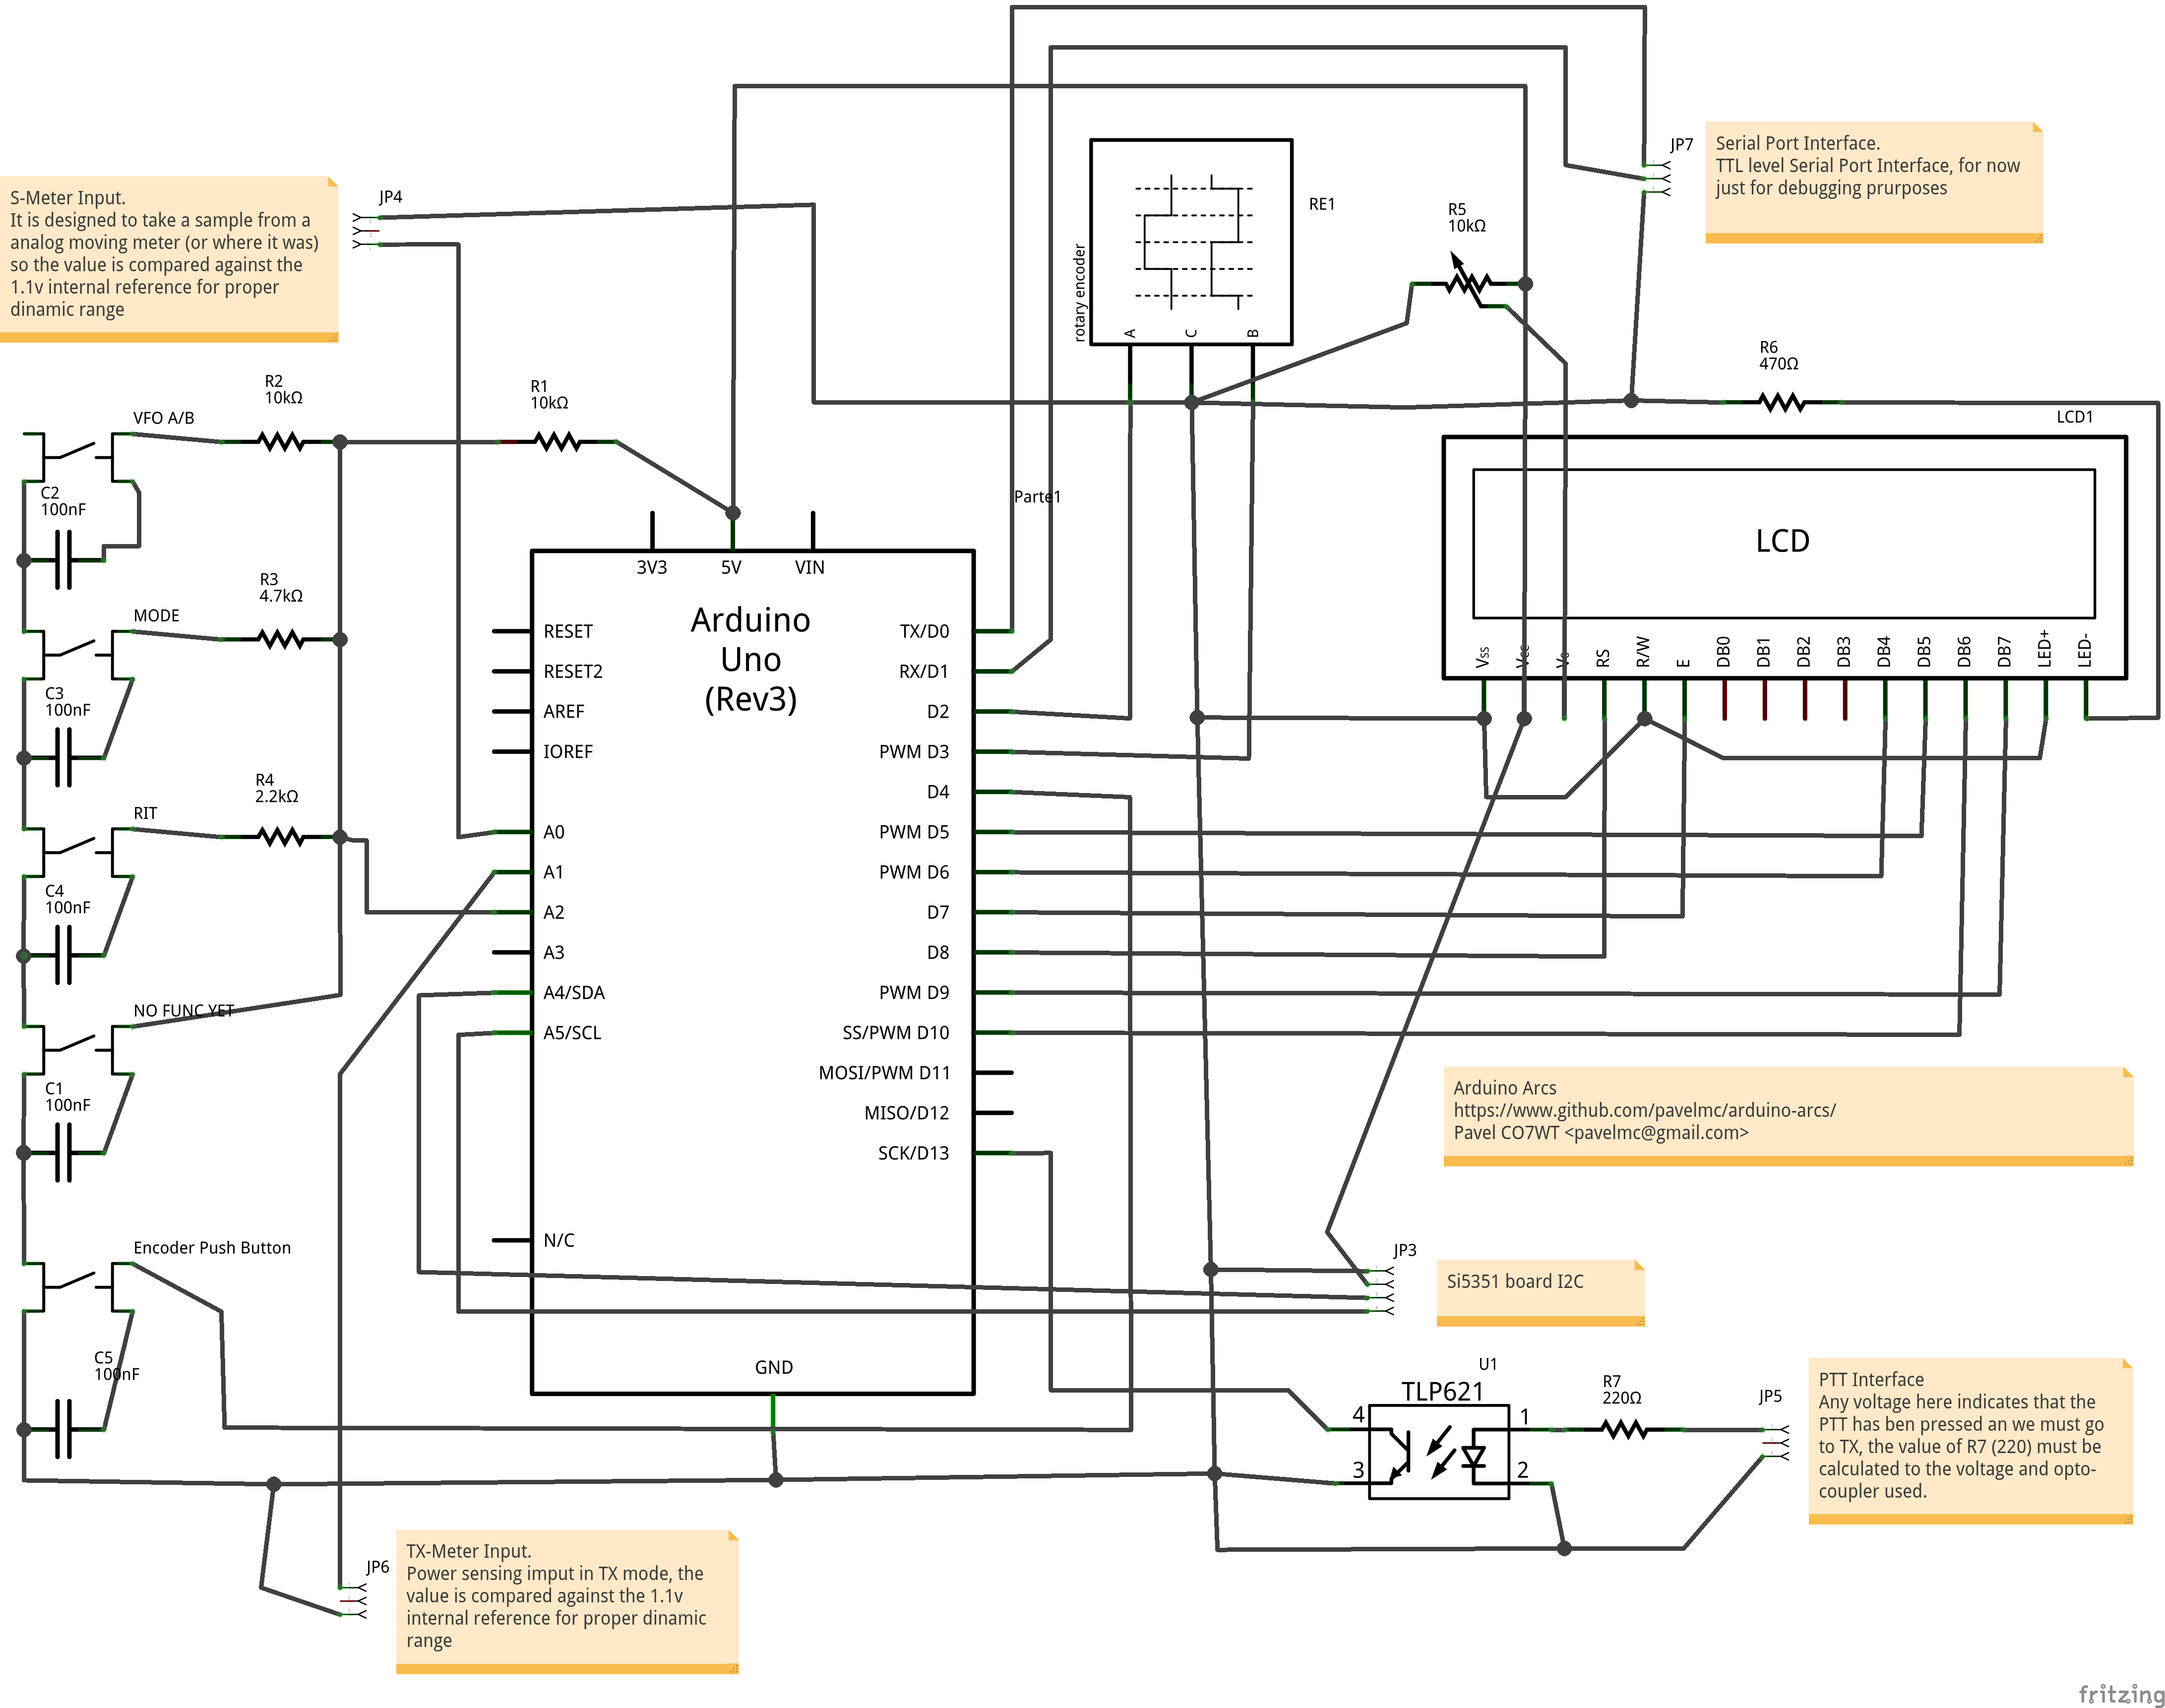 S-Meter Input.
It is designed to take a sample from a
analog moving meter (or where it was)
so the value is compared against the
1.1v internal reference for proper
dinamic range
JP4
rotary encoder
A
C
B
RE1
R5
10kΩ
JP7
Serial Port Interface.
TTL level Serial Port Interface, for now
just for debugging prurposes
R6
470Ω
LCD1
LCD
Vss
Vcc
V0
RS
R/W
E
DB0
DB1
DB2
DB3
DB4
DB5
DB6
DB7
LED+
LED-
VFO A/B
R2
10kΩ
R1
10kΩ
C2
100nF
MODE
R3
4.7kΩ
C3
100nF
RIT
R4
2.2kΩ
C4
100nF
NO FUNC YET
C1
100nF
Encoder Push Button
C5
100nF
Parte1
3V3
5V
VIN
Arduino
Uno
(Rev3)
RESET
RESET2
AREF
IOREF
A0
A1
A2
A3
A4/SDA
A5/SCL
N/C
TX/D0
RX/D1
D2
PWM D3
D4
PWM D5
PWM D6
D7
D8
PWM D9
SS/PWM D10
MOSI/PWM D11
MISO/D12
SCK/D13
GND
Arduino Arcs
https://www.github.com/pavelmc/arduino-arcs/
Pavel CO7WT <pavelmc@gmail.com>
JP3
Si5351 board I2C
U1
TLP621
4
3
1
2
R7
220Ω
JP5
PTT Interface
Any voltage here indicates that the
PTT has ben pressed an we must go
to TX, the value of R7 (220) must be
calculated to the voltage and opto-
coupler used.
JP6
TX-Meter Input.
Power sensing imput in TX mode, the
value is compared against the 1.1v
internal reference for proper dinamic
range
fritzing